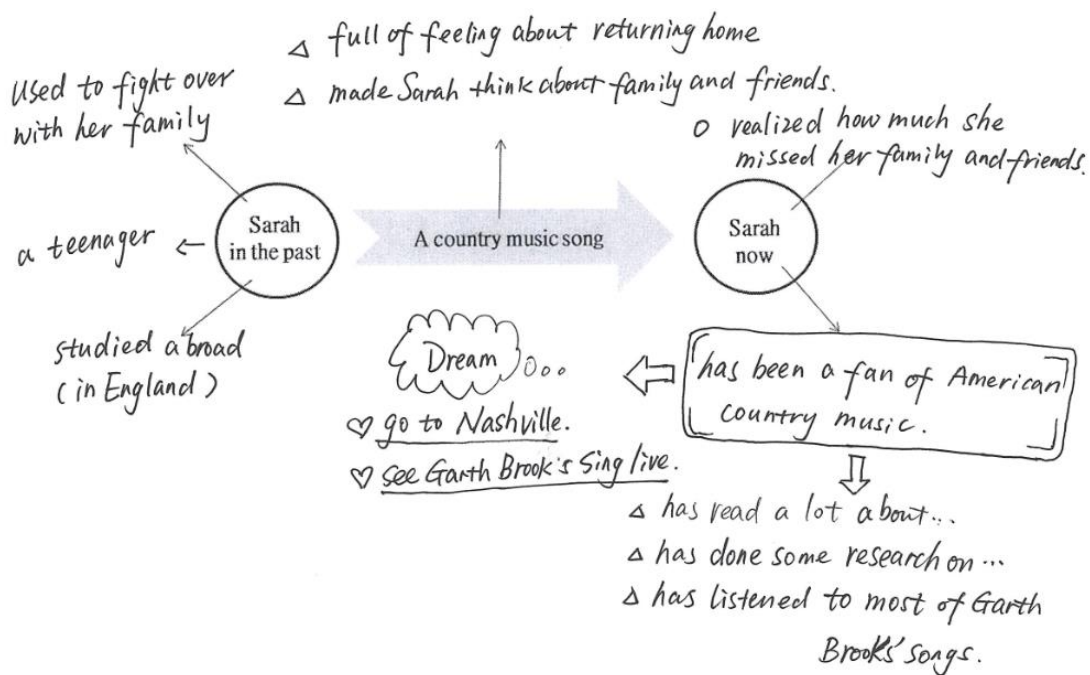 △ full of feeling about returning home
△ made Sarah think about family and friends.
used to fight over
with her family
○ realized how much she
missed her family and friends.
a teenager
Sarah
in the past
A country music song
Sarah
now
studied abroad
(in England)
Dream
♡ go to Nashville.
♡ see Garth Brook's Sing live.
has been a fan of American
country music.
△ has read a lot about...
△ has done some research on...
△ has listened to most of Garth
Brooks' songs.